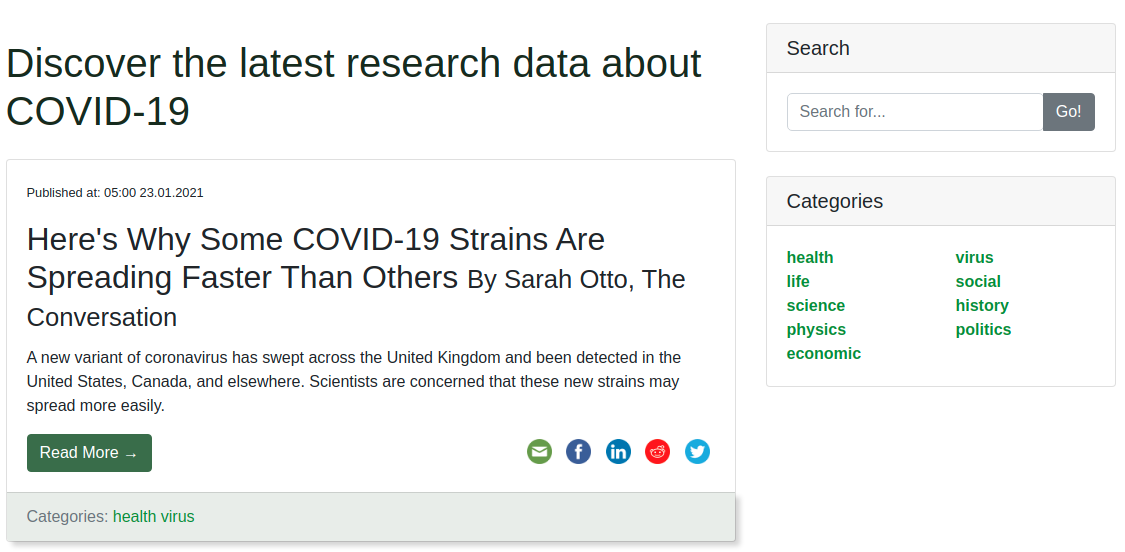 Discover the latest research data about
COVID-19
Published at: 05:00 23.01.2021
Here's Why Some COVID-19 Strains Are
Spreading Faster Than Others By Sarah Otto, The
Conversation
A new variant of coronavirus has swept across the United Kingdom and been detected in the
United States, Canada, and elsewhere. Scientists are concerned that these new strains may
spread more easily.
Read More →
Categories: health virus
Search
Search for... Go!
Categories
health virus
life social
science history
physics politics
economic